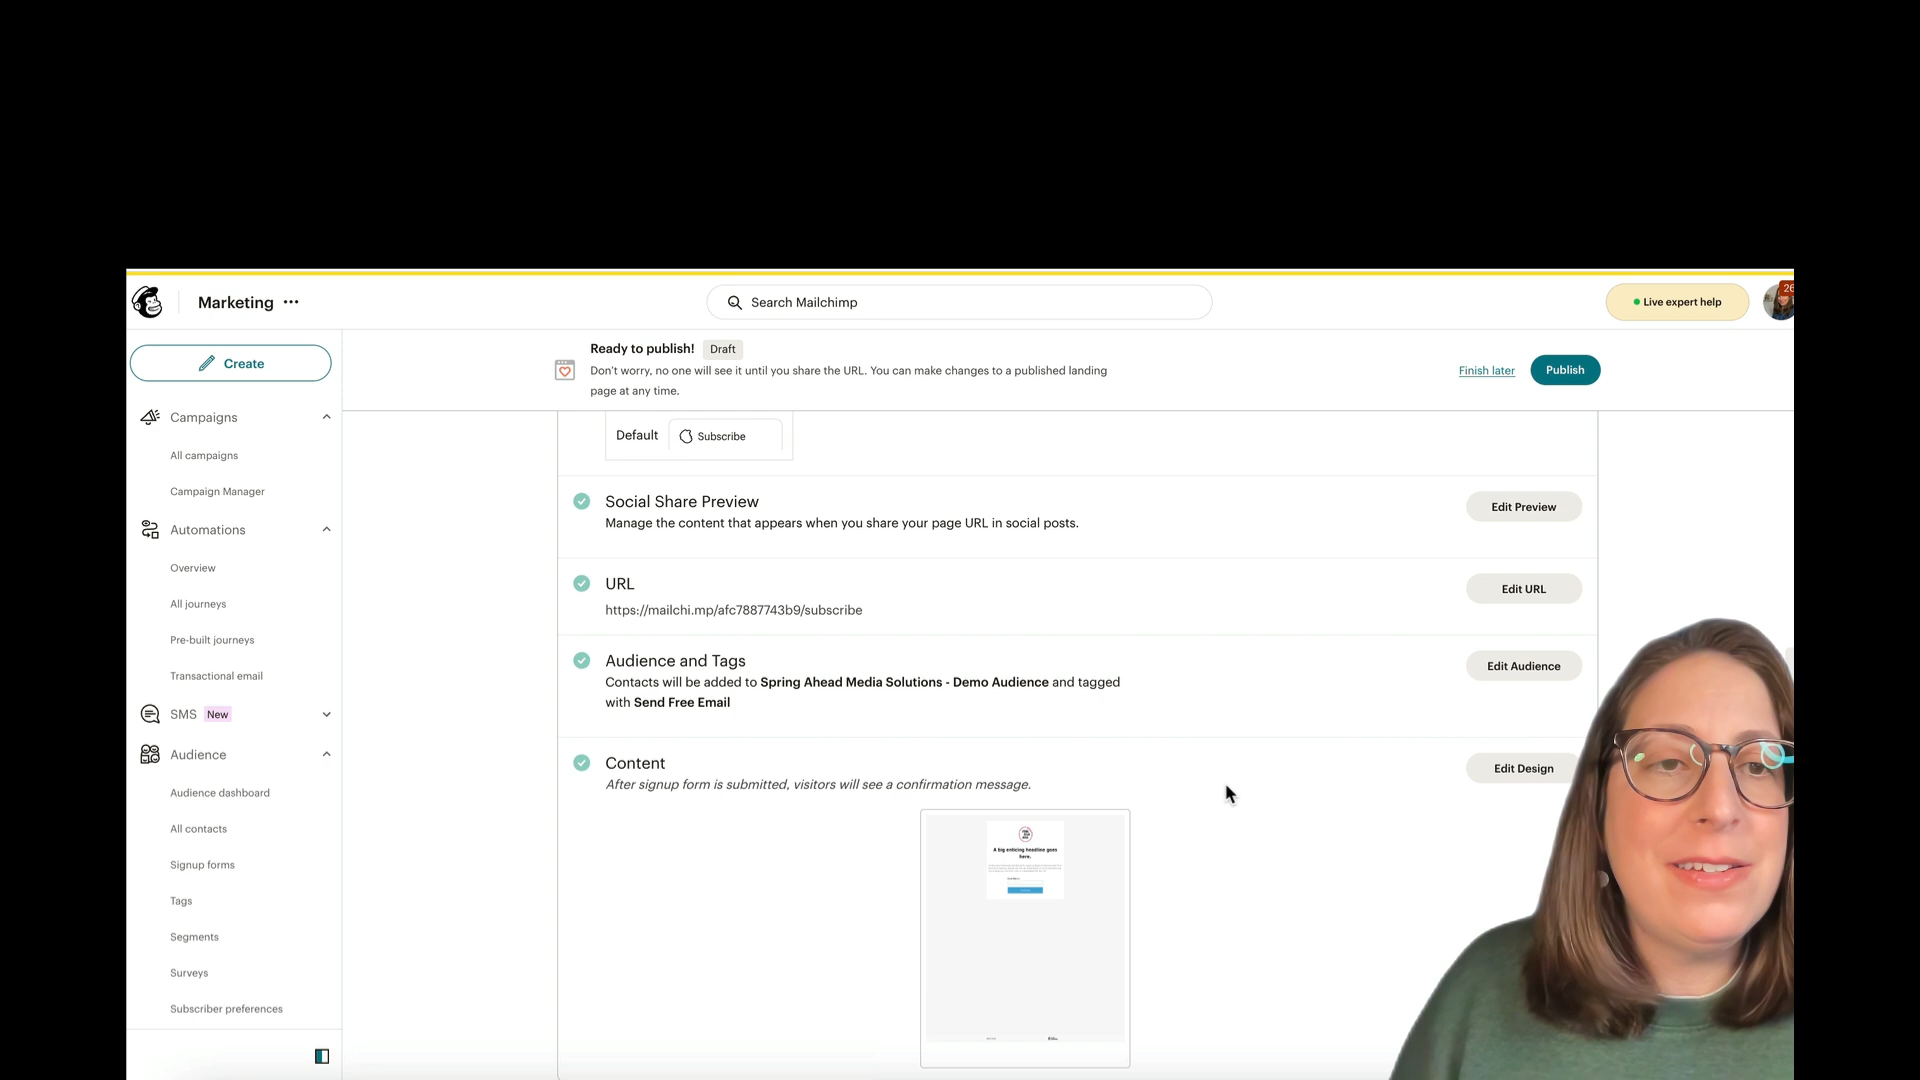 Marketing
Search Mailchimp
Live expert help
26
Create
Ready to publish! Draft
Don't worry, no one will see it until you share the URL. You can make changes to a published landing
page at any time.
Finish later
Publish
Campaigns
All campaigns
Campaign Manager
Automations
Overview
All journeys
Pre-built journeys
Transactional email
SMS New
Audience
Audience dashboard
All contacts
Signup forms
Tags
Segments
Surveys
Subscriber preferences
Default Subscribe
Social Share Preview
Manage the content that appears when you share your page URL in social posts.
Edit Preview
URL
https://mailchi.mp/afc7887743b9/subscribe
Edit URL
Audience and Tags
Contacts will be added to Spring Ahead Media Solutions - Demo Audience and tagged
with Send Free Email
Edit Audience
Content
After signup form is submitted, visitors will see a confirmation message.
Edit Design
A big enticing headline goes
here.